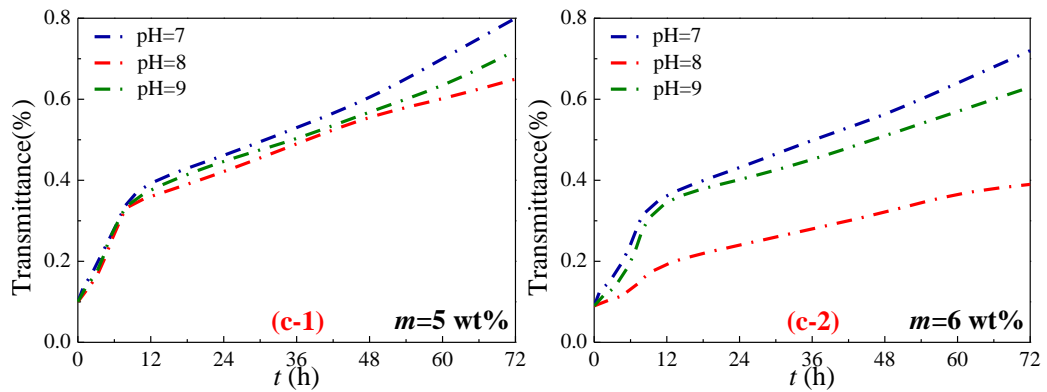 0.8
0.6
0.4
0.2
0.0
Transmittance(%)
pH=7
pH=8
pH=9
(c-1)
m=5 wt%
0 12 24 36 48 60 72
t (h)
0.8
0.6
0.4
0.2
0.0
Transmittance(%)
pH=7
pH=8
pH=9
(c-2)
m=6 wt%
0 12 24 36 48 60 72
t (h)